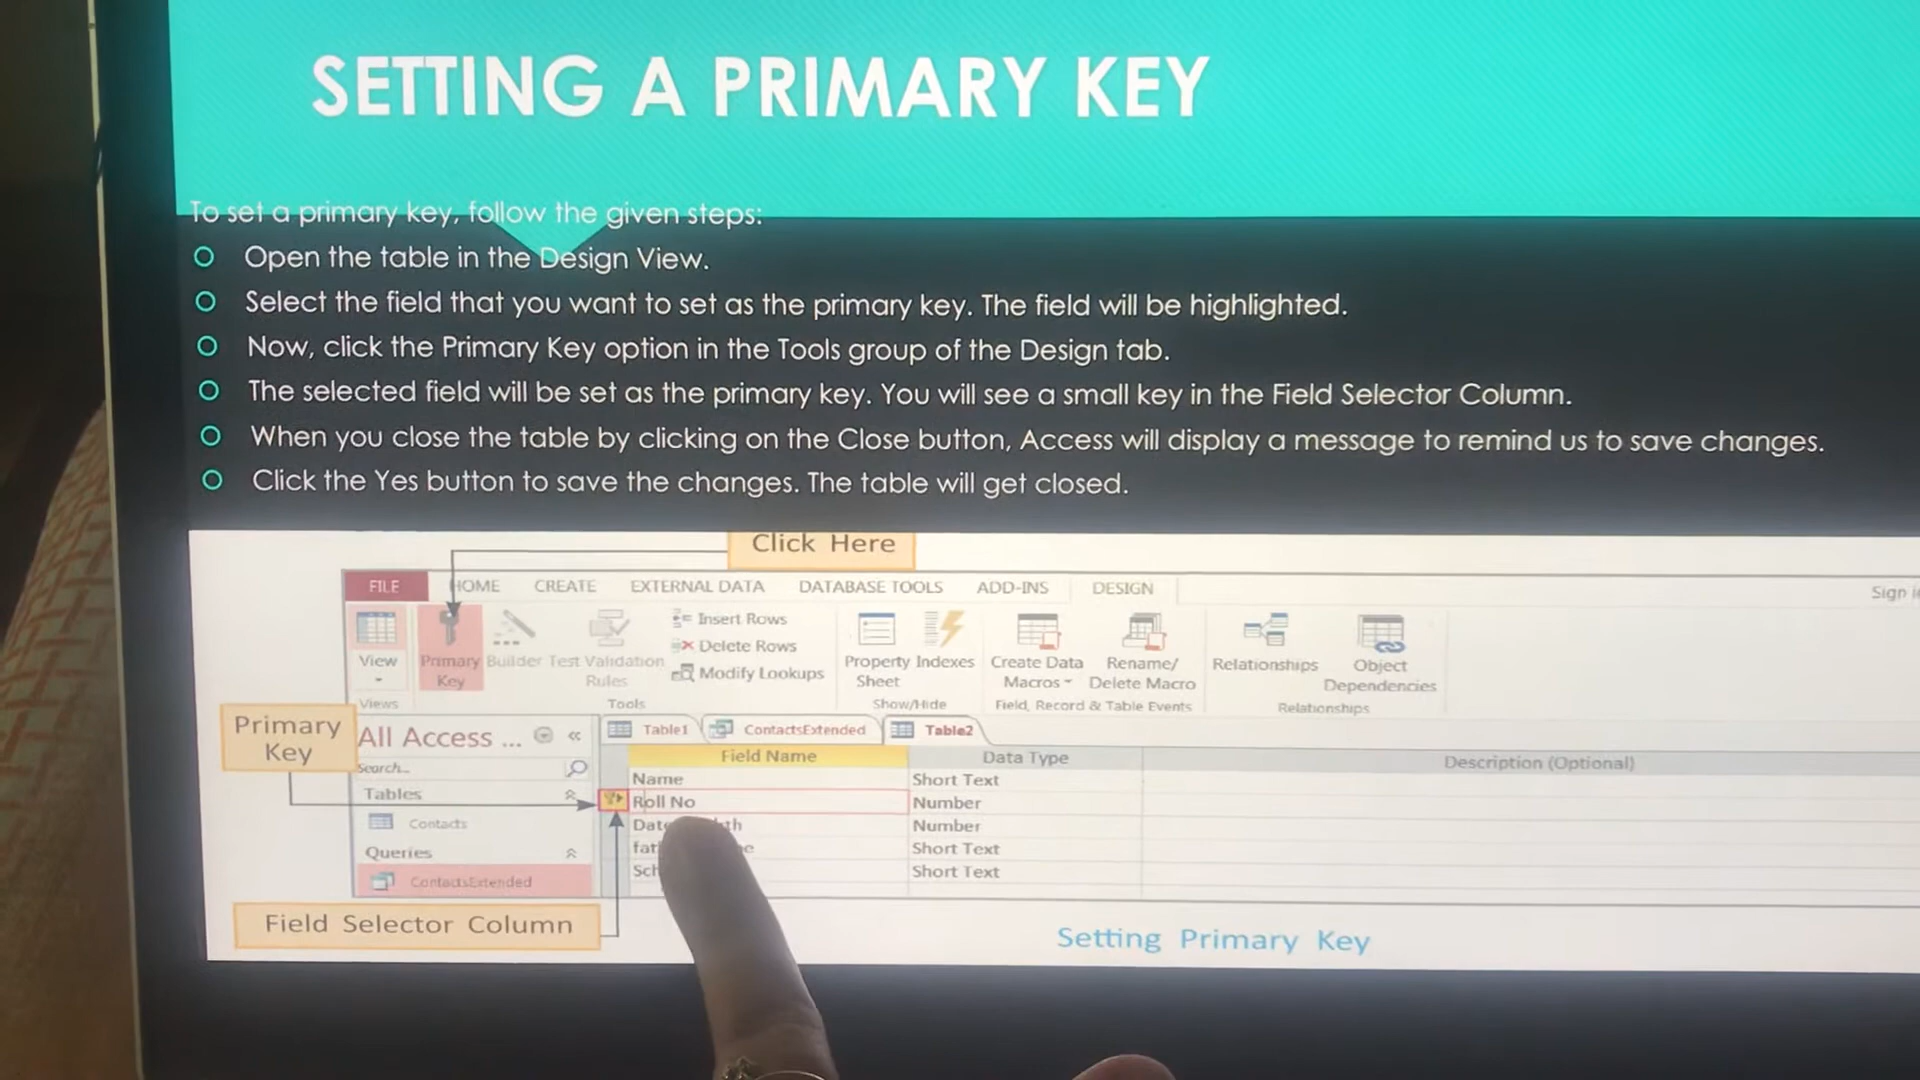 SETTING A PRIMARY KEY
To set a primary key, follow the given steps:
Open the table in the Design View.
Select the field that you want to set as the primary key. The field will be highlighted.
Now, click the Primary Key option in the Tools group of the Design tab.
The selected field will be set as the primary key. You will see a small key in the Field Selector Column.
When you close the table by clicking on the Close button, Access will display a message to remind us to save changes.
Click the Yes button to save the changes. The table will get closed.
Click Here
FILE HOME CREATE EXTERNAL DATA DATABASE TOOLS ADD-INS DESIGN
Sign
View
Primary
Key
Builder
Test Validation
Rules
Insert Rows
Delete Rows
Modify Lookups
Property
Sheet
Indexes
Create Data
Macros
Rename/
Delete Macro
Relationships
Object
Dependencies
Views
Tools
Show/Hide
Field, Record & Table Events
Relationships
Primary
Key
All Access ...
Search...
Tables
Contacts
Queries
ContactsExtended
Table1
ContactsExtended
Table2
Field Name Data Type Description (Optional)
Name Short Text
Roll No Number
Number
Short Text
Short Text
Field Selector Column
Setting Primary Key